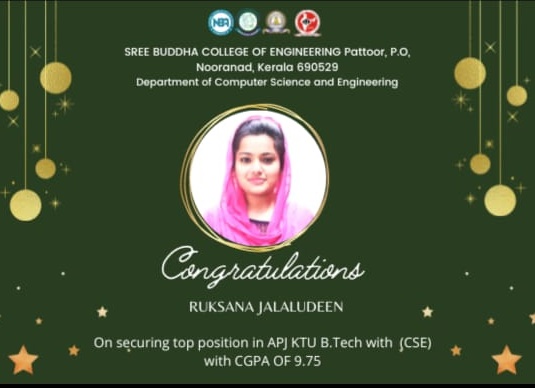 NBA
SREE BUDDHA COLLEGE OF ENGINEERING Pattoor, P.O,
Nooranad, Kerala 690529
Department of Computer Science and Engineering
Congratulations
RUKSANA JALALUDEEN
On securing top position in APJ KTU B.Tech with (CSE)
with CGPA OF 9.75